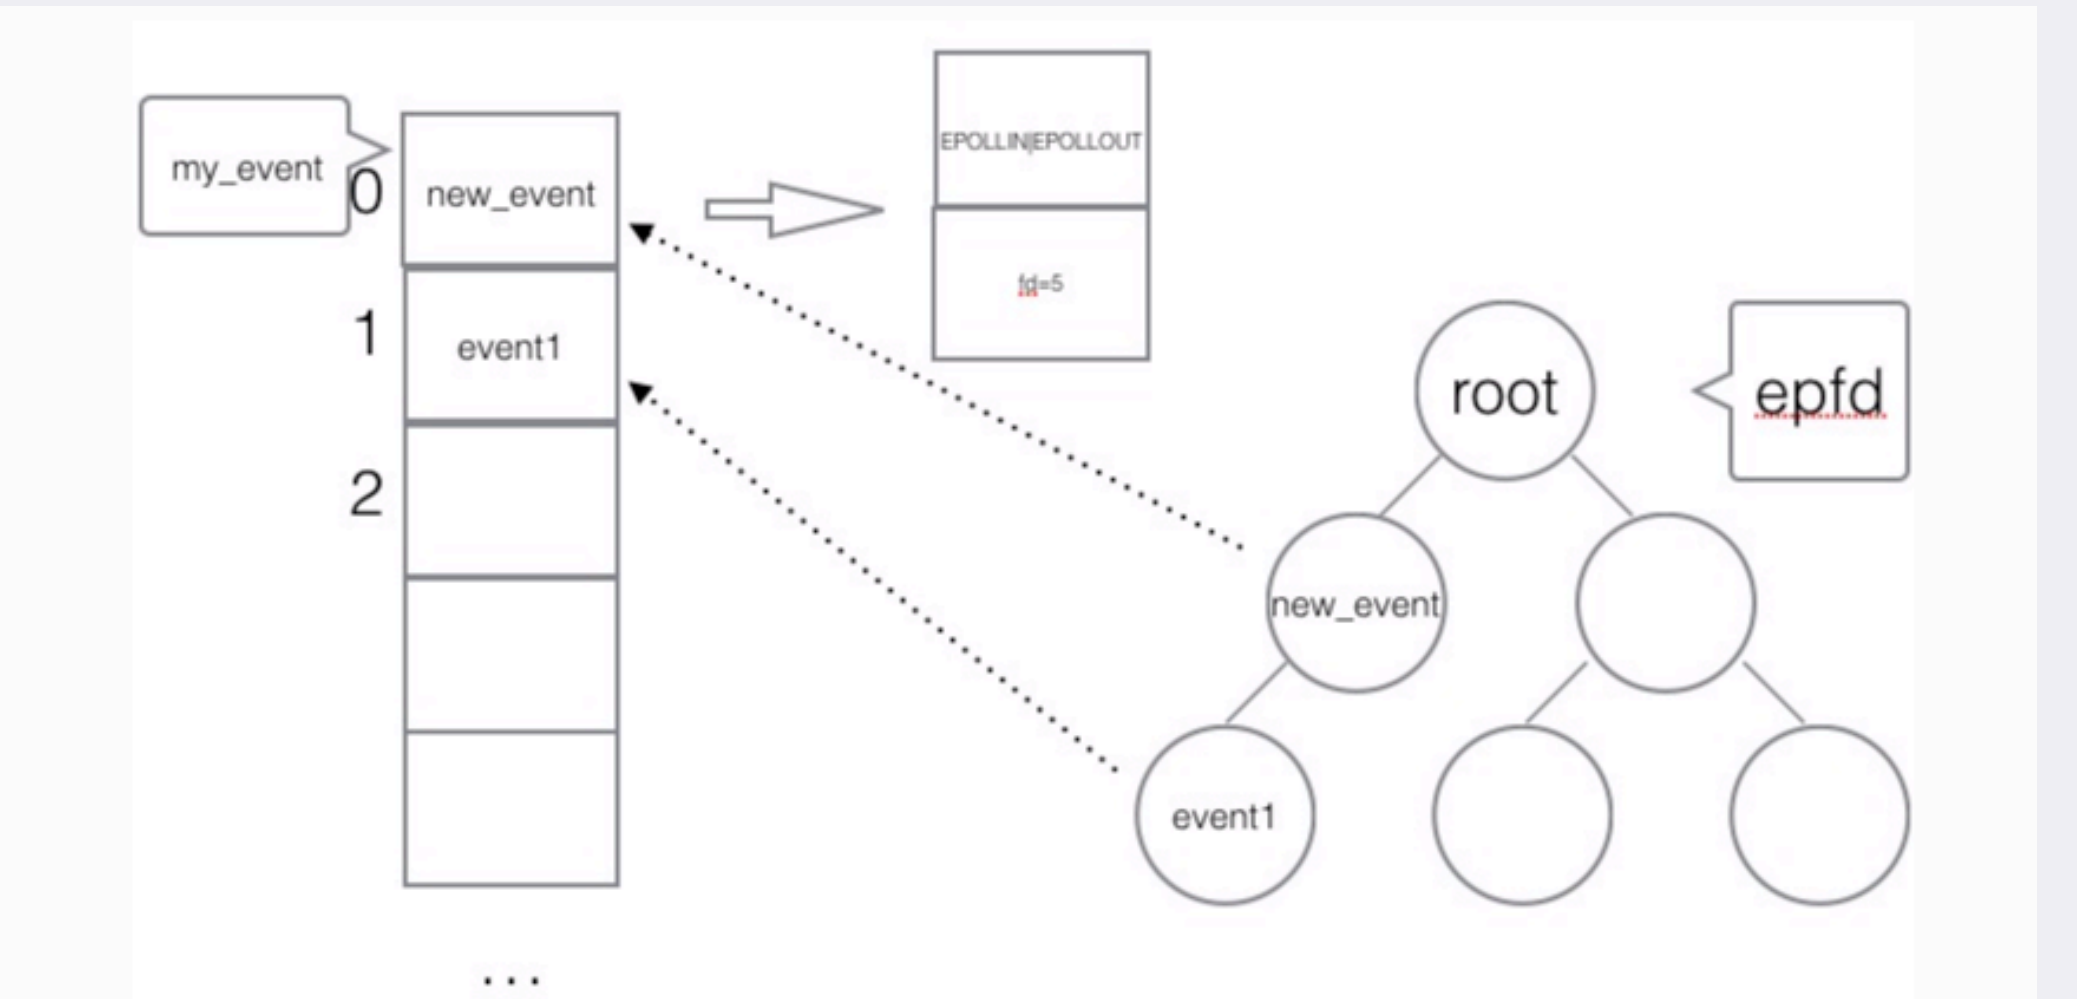 my_event
0
new_event
EPOLLIN|EPOLLOUT
fd=5
1
event1
2
root
epfd
new_event
event1
...